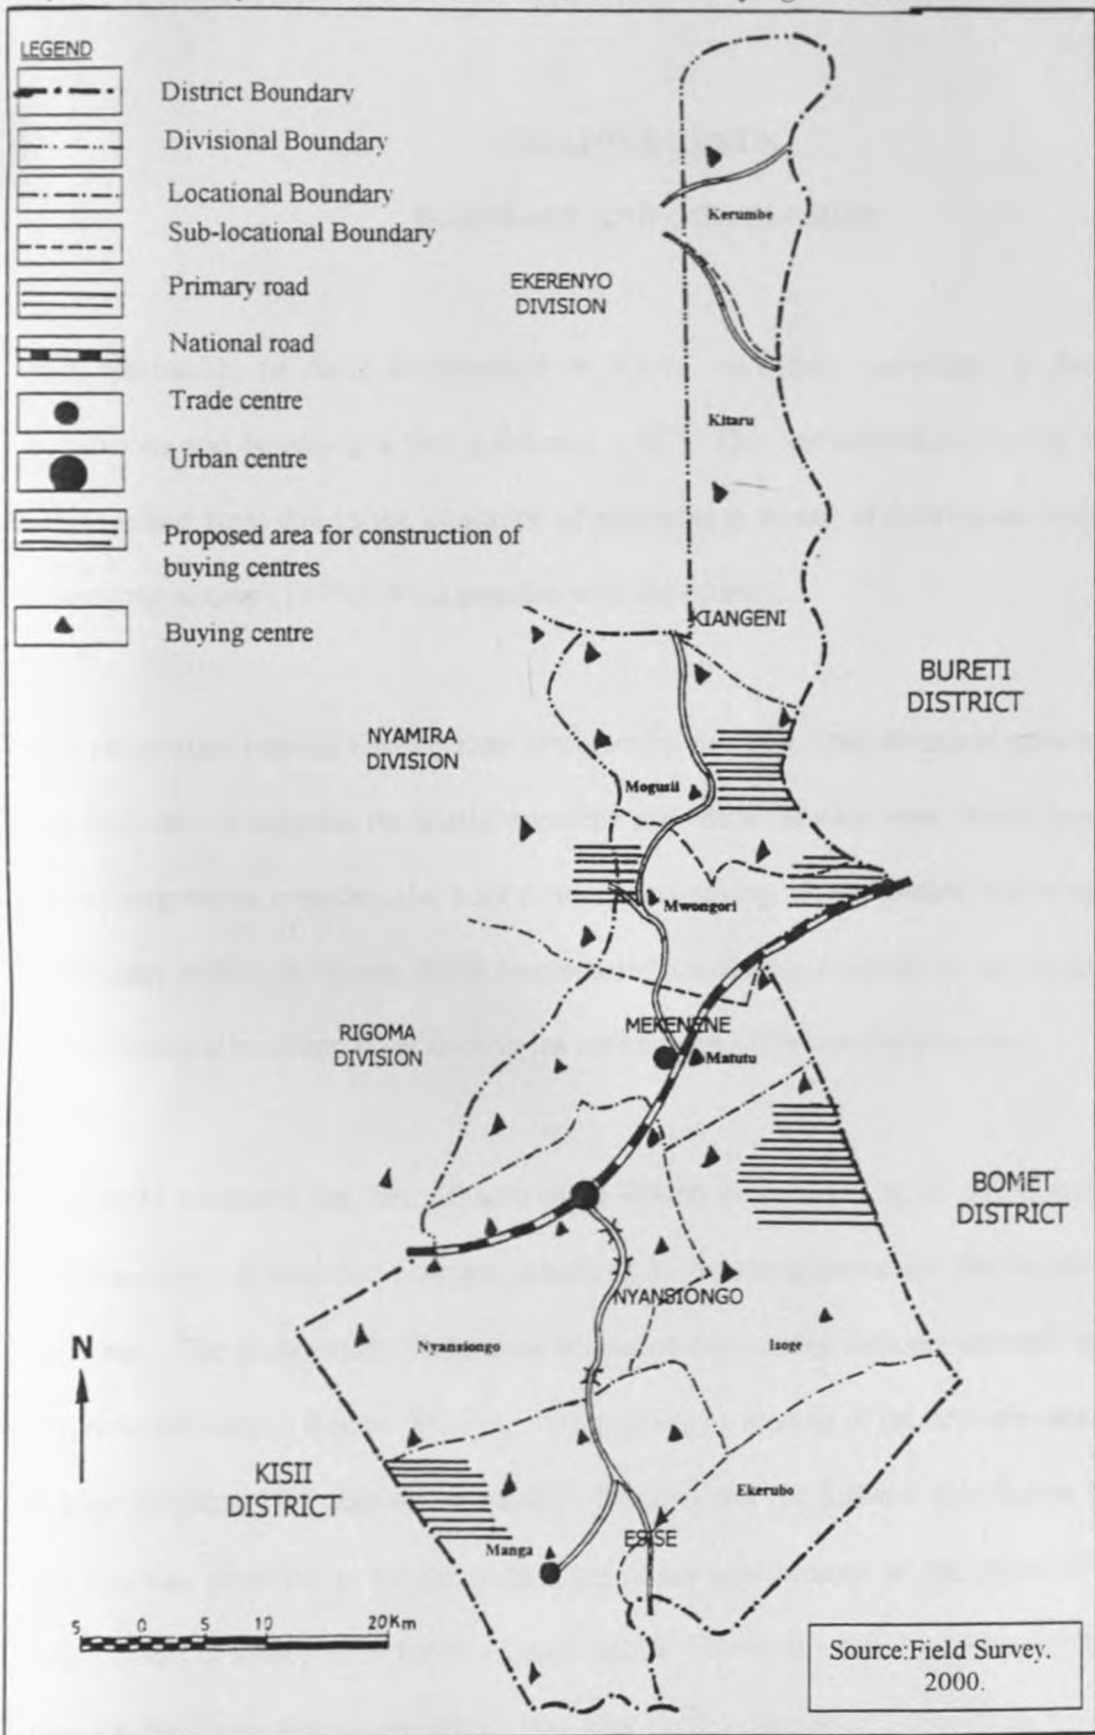 LEGEND
District Boundary
Divisional Boundary
Locational Boundary
Sub-locational Boundary
Primary road
National road
Trade centre
Urban centre
Proposed area for construction of
buying centres
Buying centre
Kerumbe
EKERENYO
DIVISION
Kitaru
KIANGENI
BURETI
DISTRICT
NYAMIRA
DIVISION
Mogusii
Mwongori
RIGOMA
DIVISION
MEKENENE
Matutu
BOMET
DISTRICT
NYANSIONGO
Nyansiongo
Isoge
N
KISII
DISTRICT
Ekerubo
ESISE
Manga
5 0 5 10 20Km
Source:Field Survey.
2000.